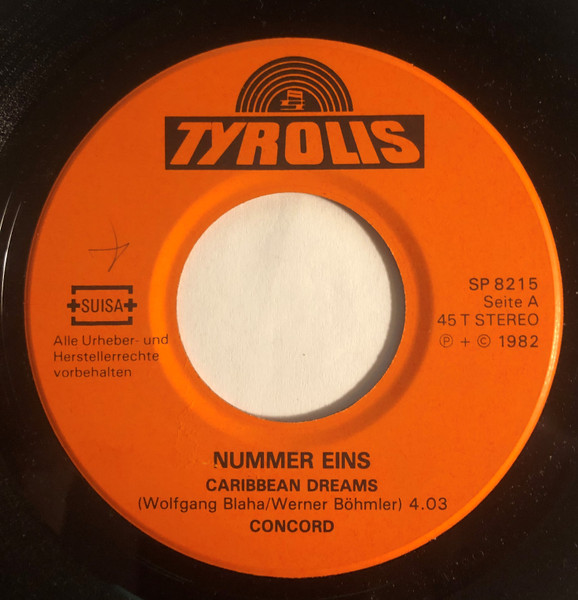 TYROLIS
SUISA
Alle Urheber- und
Herstellerrechte
vorbehalten
SP 8215
Seite A
45 T STEREO
Ⓟ + © 1982
NUMMER EINS
CARIBBEAN DREAMS
(Wolfgang Blaha/Werner Böhmler) 4.03
CONCORD